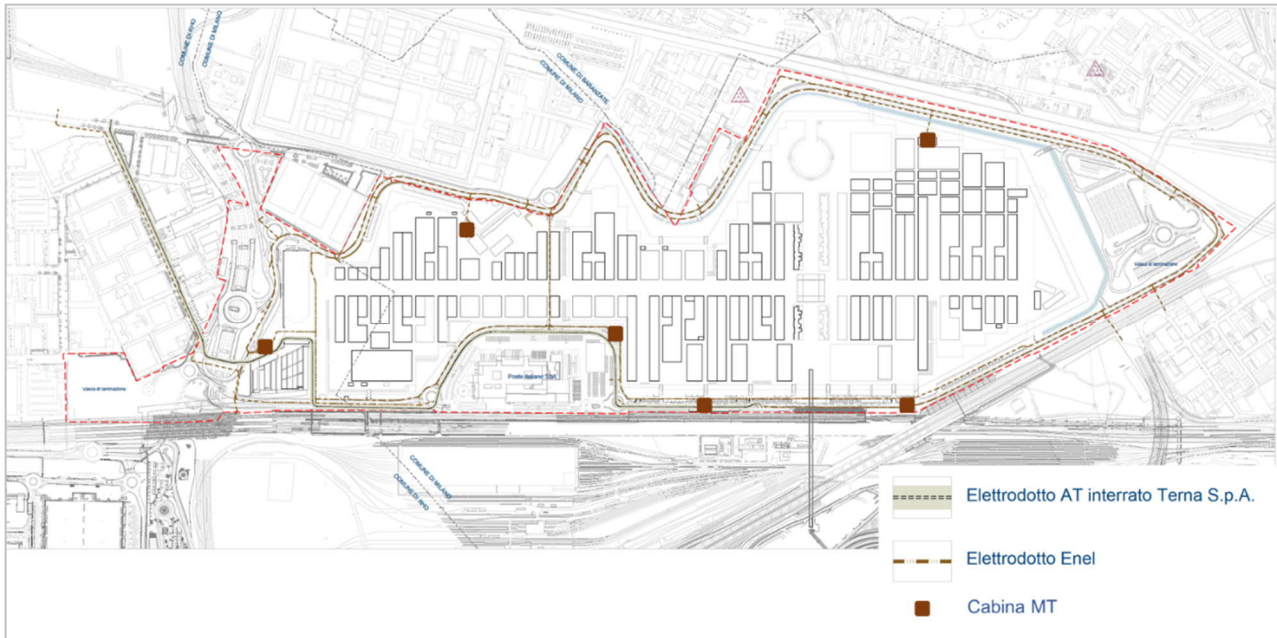 COMUNE DI RHO
COMUNE DI MILANO
COMUNE DI BARANZATE
COMUNE DI MILANO
Vasca di laminazione
Vasca di laminazione
Poste Italiane SpA
COMUNE DI MILANO
COMUNE DI RHO
Elettrodotto AT interrato Terna S.p.A.
Elettrodotto Enel
Cabina MT